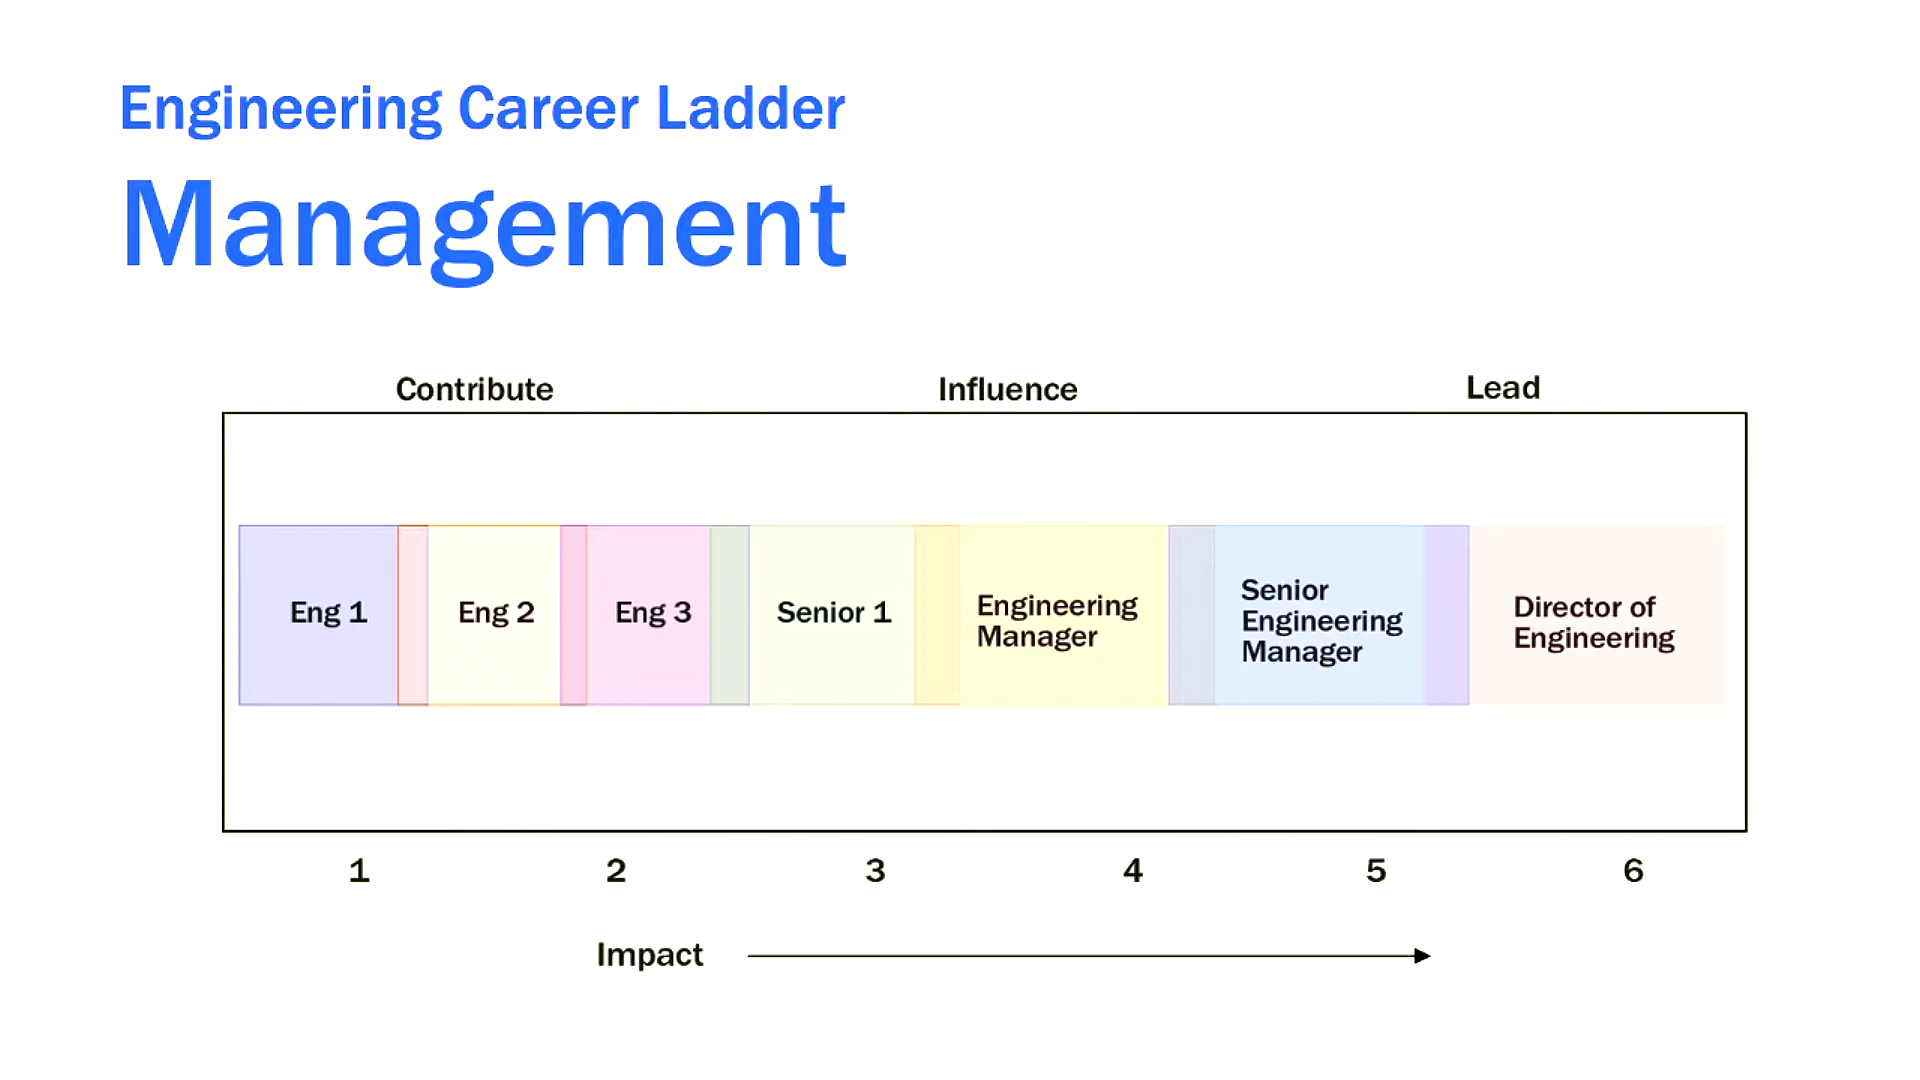 Engineering Career Ladder
Management
Contribute
Influence
Lead
Eng 1
Eng 2
Eng 3
Senior 1
Engineering
Manager
Senior
Engineering
Manager
Director of
Engineering
1
2
3
4
5
6
Impact